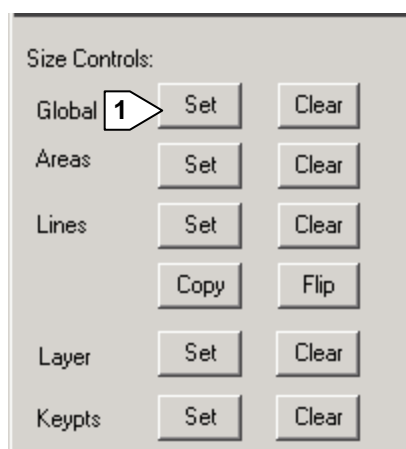 Size Controls:
Global 1 Set Clear
Areas Set Clear
Lines Set Clear
Copy Flip
Layer Set Clear
Keypts Set Clear